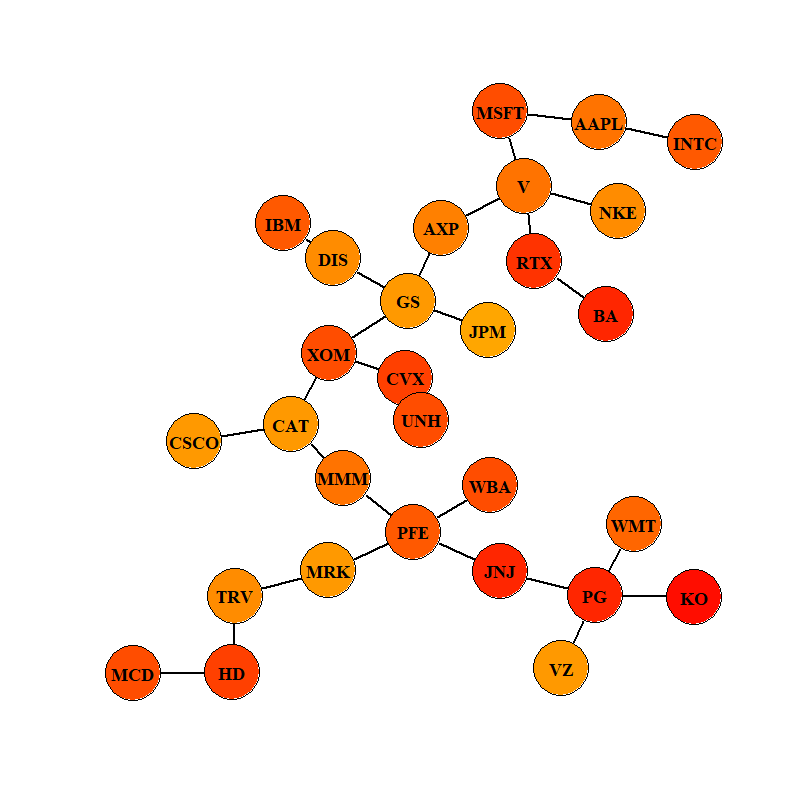 MSFT
AAPL
INTC
V
NKE
IBM
AXP
DIS
RTX
GS
BA
JPM
XOM
CVX
UNH
CAT
CSCO
MMM
WBA
WMT
PFE
MRK
JNJ
TRV
PG
KO
VZ
MCD
HD